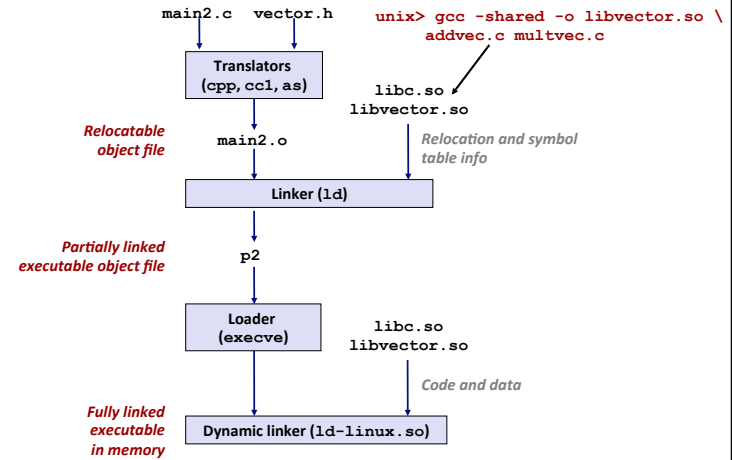 main2.c vector.h
unix> gcc -shared -o libvector.so \
addvec.c multvec.c
Translators
(cpp, cc1, as)
libc.so
libvector.so
Relocatable
object file
main2.o
Relocation and symbol
table info
Linker (ld)
Partially linked
executable object file
p2
Loader
(execve)
libc.so
libvector.so
Code and data
Fully linked
executable
in memory
Dynamic linker (ld-linux.so)